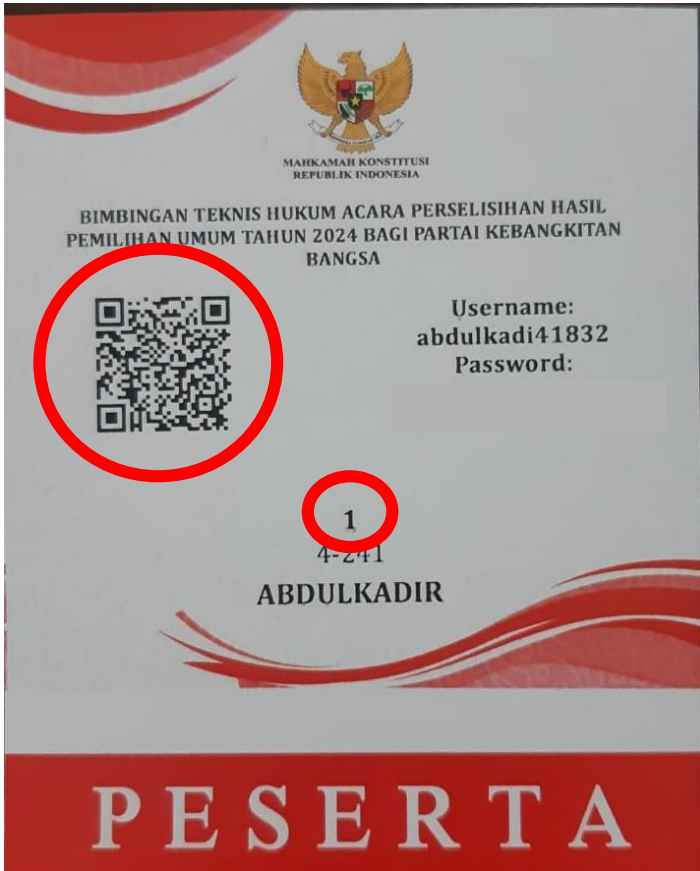 MAHKAMAH KONSTITUSI
REPUBLIK INDONESIA
BIMBINGAN TEKNIS HUKUM ACARA PERSELISIHAN HASIL
PEMILIHAN UMUM TAHUN 2024 BAGI PARTAI KEBANGKITAN
BANGSA
Username:
abdulkadi41832
Password:
1
4-241
ABDULKADIR
PESERTA